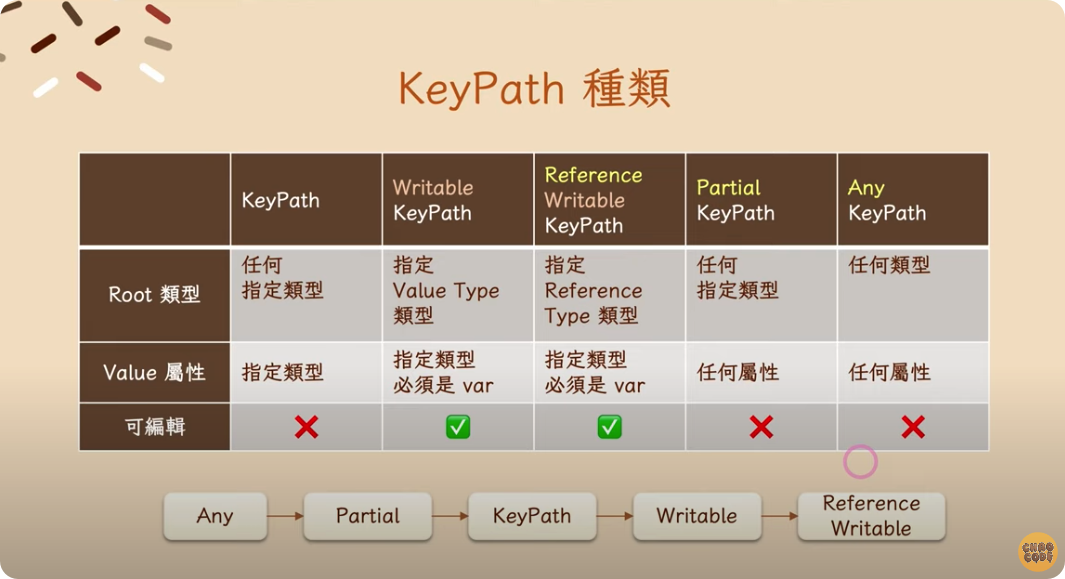 KeyPath 種類
KeyPath
Writable
KeyPath
Reference
Writable
KeyPath
Partial
KeyPath
Any
KeyPath
Root 類型
任何
指定類型
指定
Value Type
類型
指定
Reference
Type 類型
任何
指定類型
任何類型
Value 屬性
指定類型
指定類型
必須是 var
指定類型
必須是 var
任何屬性
任何屬性
可編輯
Any
Partial
KeyPath
Writable
Reference
Writable
CHAO
CODE